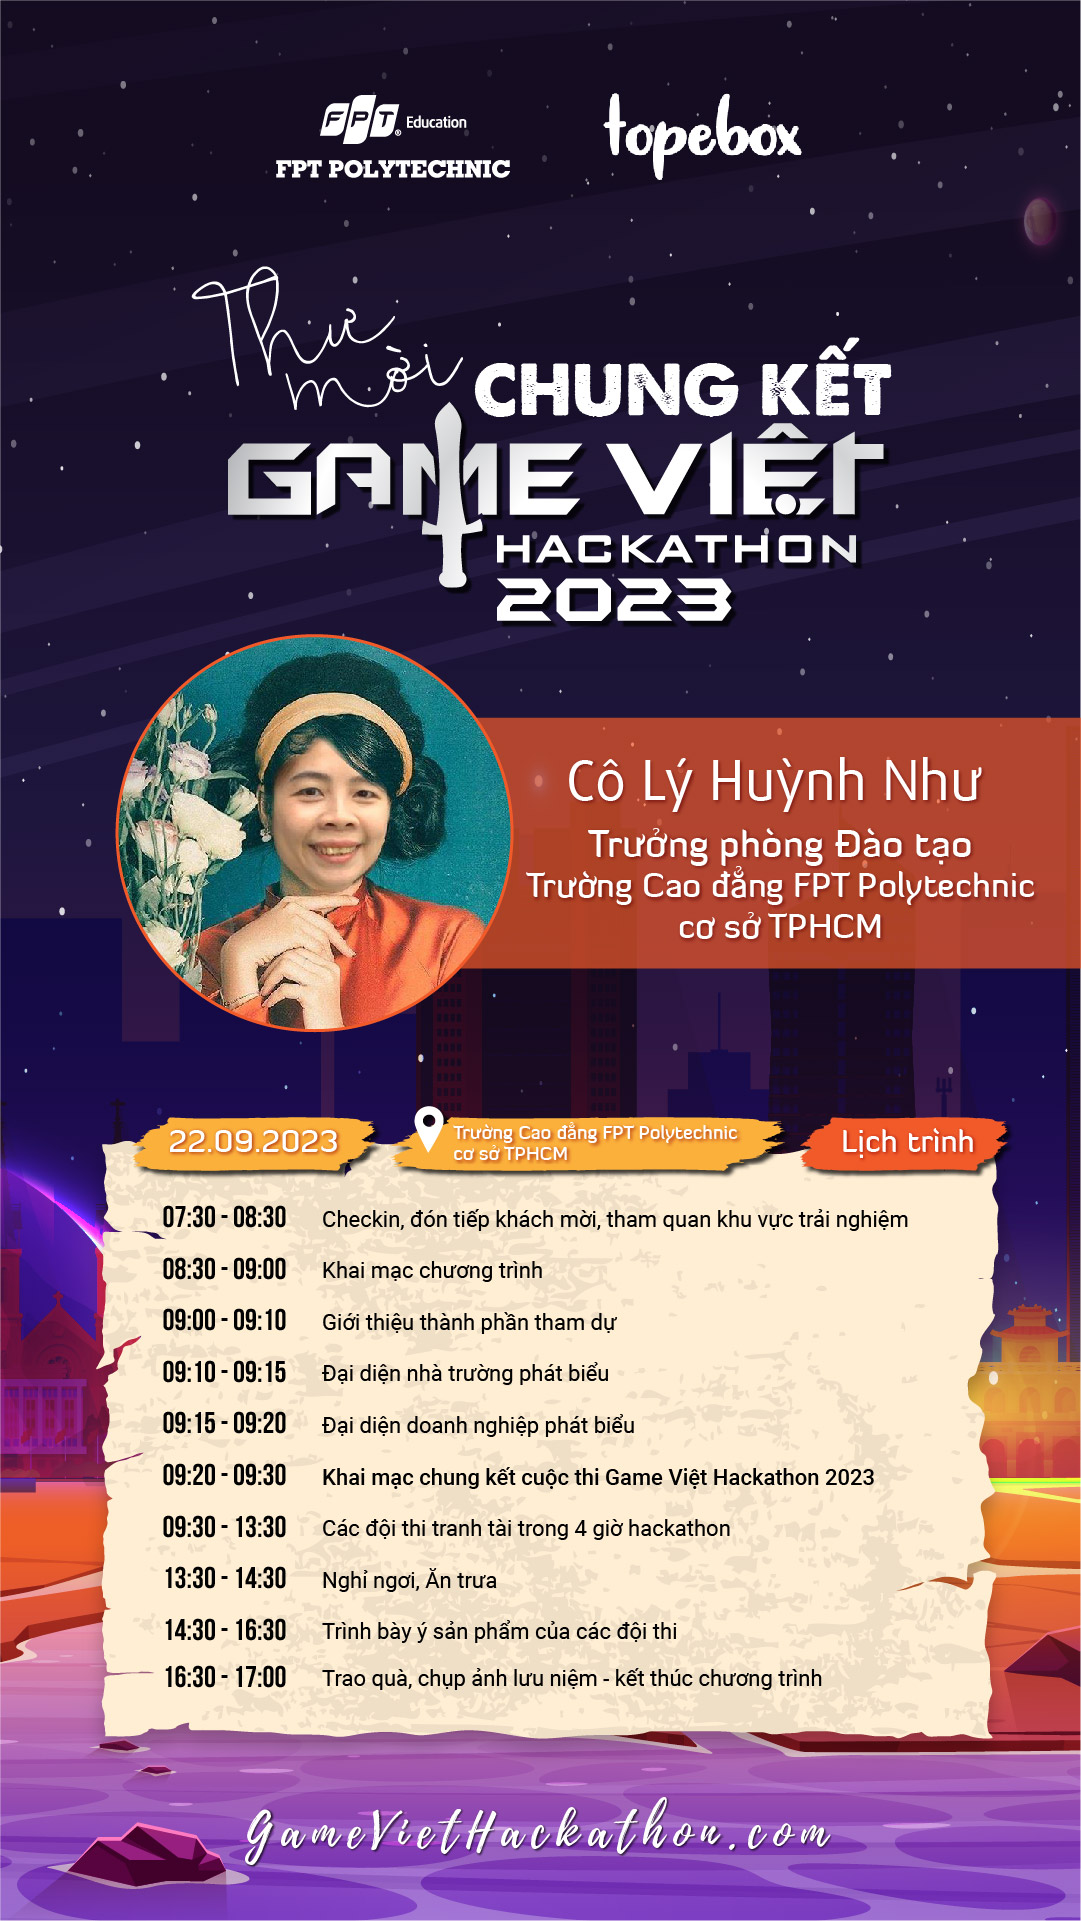 FPT Education
FPT POLYTECHNIC
topebox
Thư mời
CHUNG KẾT
GAME VIỆT
HACKATHON
2023
Cô Lý Huỳnh Như
Trưởng phòng Đào tạo
Trường Cao đẳng FPT Polytechnic
cơ sở TPHCM
22.09.2023
Trường Cao đẳng FPT Polytechnic
cơ sở TPHCM
Lịch trình
07:30 - 08:30 Checkin, đón tiếp khách mời, tham quan khu vực trải nghiệm
08:30 - 09:00 Khai mạc chương trình
09:00 - 09:10 Giới thiệu thành phần tham dự
09:10 - 09:15 Đại diện nhà trường phát biểu
09:15 - 09:20 Đại diện doanh nghiệp phát biểu
09:20 - 09:30 Khai mạc chung kết cuộc thi Game Việt Hackathon 2023
09:30 - 13:30 Các đội thi tranh tài trong 4 giờ hackathon
13:30 - 14:30 Nghỉ ngơi, Ăn trưa
14:30 - 16:30 Trình bày ý sản phẩm của các đội thi
16:30 - 17:00 Trao quà, chụp ảnh lưu niệm - kết thúc chương trình
GameVietHackathon.com